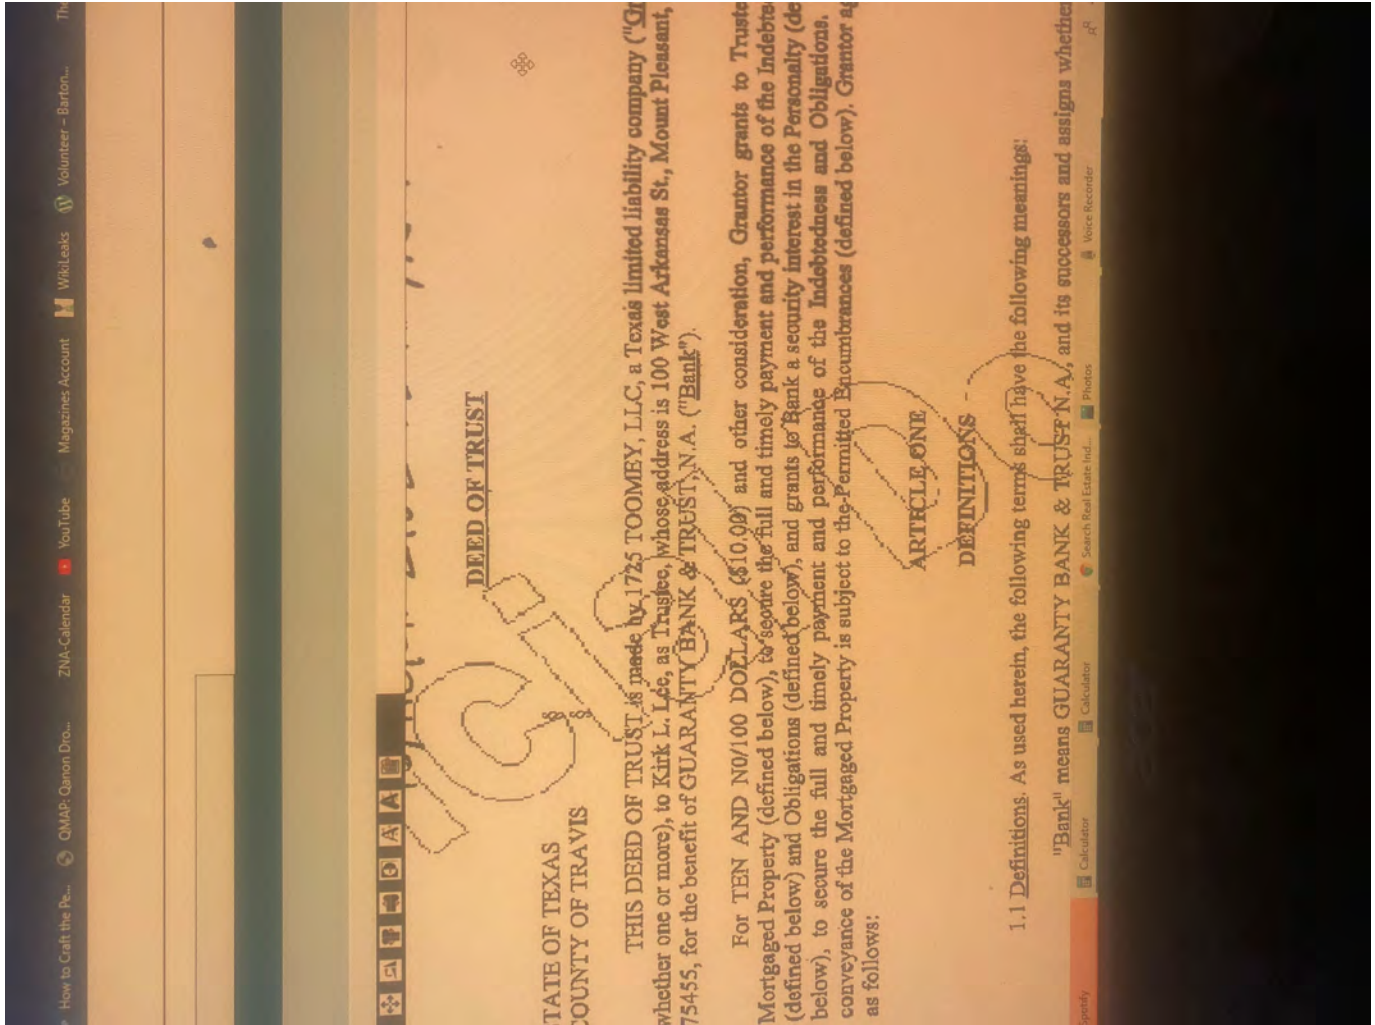 How to Craft the Pe... QMAP: Qanon Dro... ZNA-Calendar YouTube Magazines Account WikiLeaks Volunteer – Barton... The
DEED OF TRUST
TATE OF TEXAS §
COUNTY OF TRAVIS §
THIS DEED OF TRUST is made by 1725 TOOMEY, LLC, a Texas limited liability company ("Gr
whether one or more), to Kirk L. Lee, as Trustee, whose address is 100 West Arkansas St., Mount Pleasant,
75455, for the benefit of GUARANTY BANK & TRUST, N.A. ("Bank").
For TEN AND N0/100 DOLLARS ($10.00) and other consideration, Grantor grants to Truste
Mortgaged Property (defined below), to secure the full and timely payment and performance of the Indebte
(defined below) and Obligations (defined below), and grants to Bank a security interest in the Personalty (de
below), to secure the full and timely payment and performance of the Indebtedness and Obligations.
conveyance of the Mortgaged Property is subject to the Permitted Encumbrances (defined below). Grantor ag
as follows:
ARTICLE ONE
DEFINITIONS
1.1 Definitions. As used herein, the following terms shall have the following meanings:
"Bank" means GUARANTY BANK & TRUST N.A., and its successors and assigns whether
Spotify Calculator Calculator Search Real Estate Ind... Photos Voice Recorder